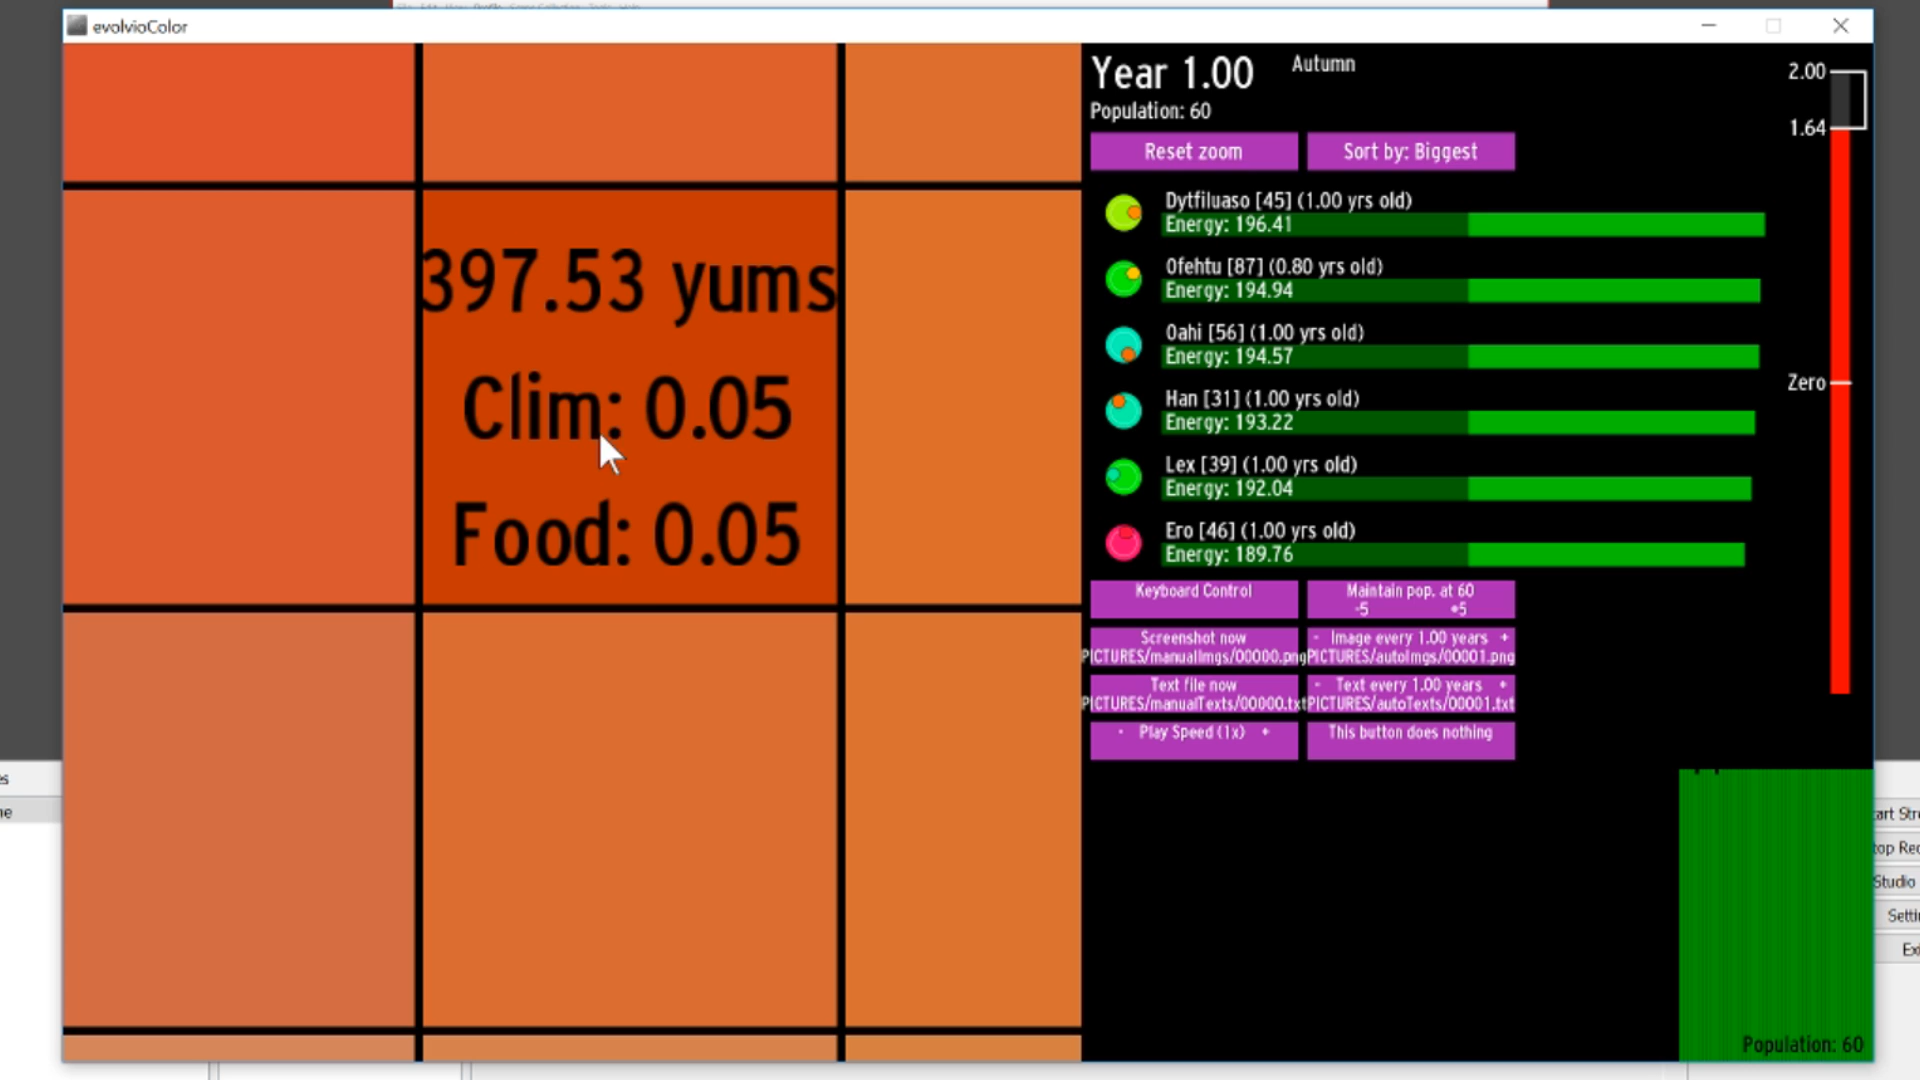 evolvioColor
Year 1.00
Autumn
Population: 60
Reset zoom
Sort by: Biggest
Dytfiluaso [45] (1.00 yrs old)
Energy: 196.41
Ofehtu [87] (0.80 yrs old)
Energy: 194.94
Oahi [56] (1.00 yrs old)
Energy: 194.57
Han [31] (1.00 yrs old)
Energy: 193.22
Lex [39] (1.00 yrs old)
Energy: 192.04
Ero [46] (1.00 yrs old)
Energy: 189.76
Keyboard Control
Maintain pop. at 60
-5 +5
Screenshot now
PICTURES/manualImgs/00000.png
- Image every 1.00 years +
PICTURES/autoImgs/00001.png
Text file now
PICTURES/manualTexts/00000.txt
- Text every 1.00 years +
PICTURES/autoTexts/00001.txt
- Play Speed (1x) +
This button does nothing
2.00
1.64
Zero
397.53 yums
Clim: 0.05
Food: 0.05
Population: 60
Studio